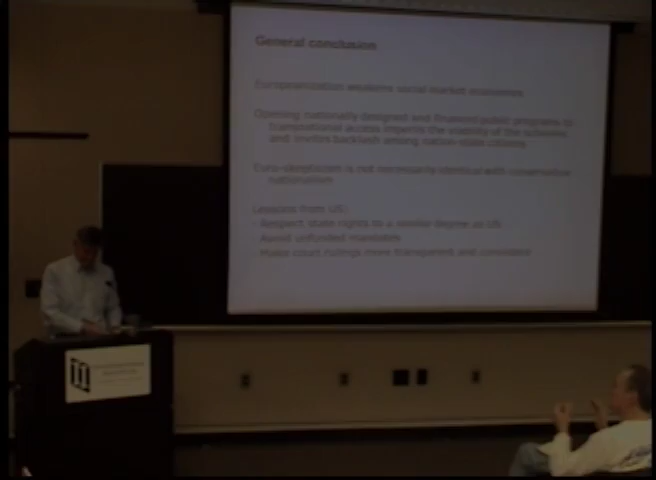 General conclusion
Europeanization weakens social market economies
Opening nationally designed and financed public programs to
transnational access impairs the viability of the schemes,
and invites backlash among nation-state citizens
Euro-skepticism is not necessarily identical with conservative
nationalism
Lessons from US:
- Respect state rights to a similar degree as US
- Avoid unfunded mandates
- Make court rulings more transparent and